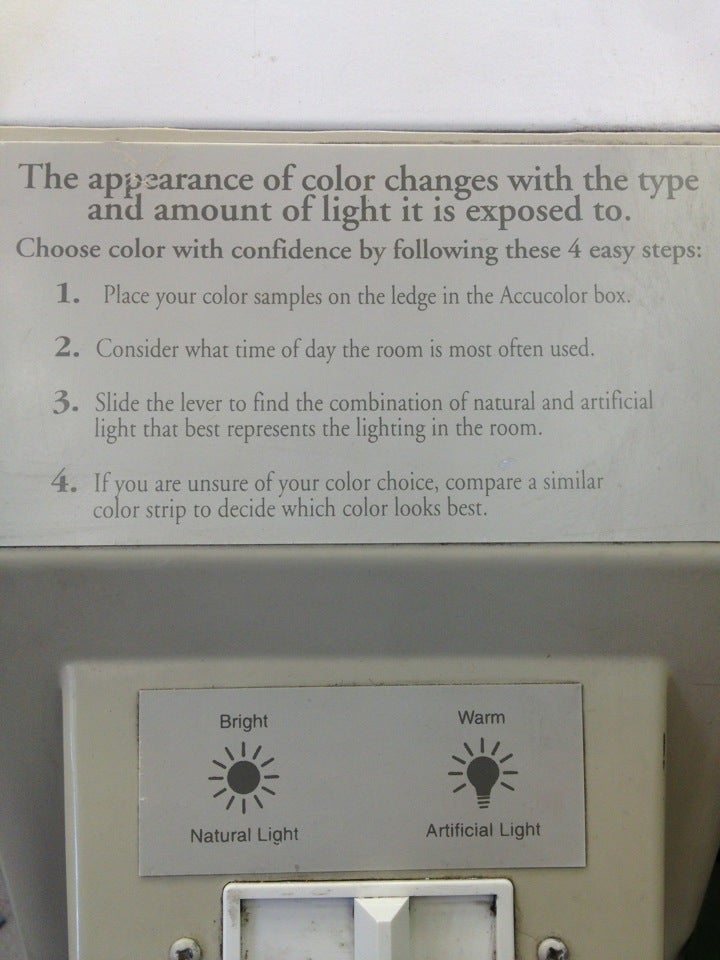 The appearance of color changes with the type
and amount of light it is exposed to.
Choose color with confidence by following these 4 easy steps:
1. Place your color samples on the ledge in the Accucolor box.
2. Consider what time of day the room is most often used.
3. Slide the lever to find the combination of natural and artificial
light that best represents the lighting in the room.
4. If you are unsure of your color choice, compare a similar
color strip to decide which color looks best.
Bright
Natural Light
Warm
Artificial Light